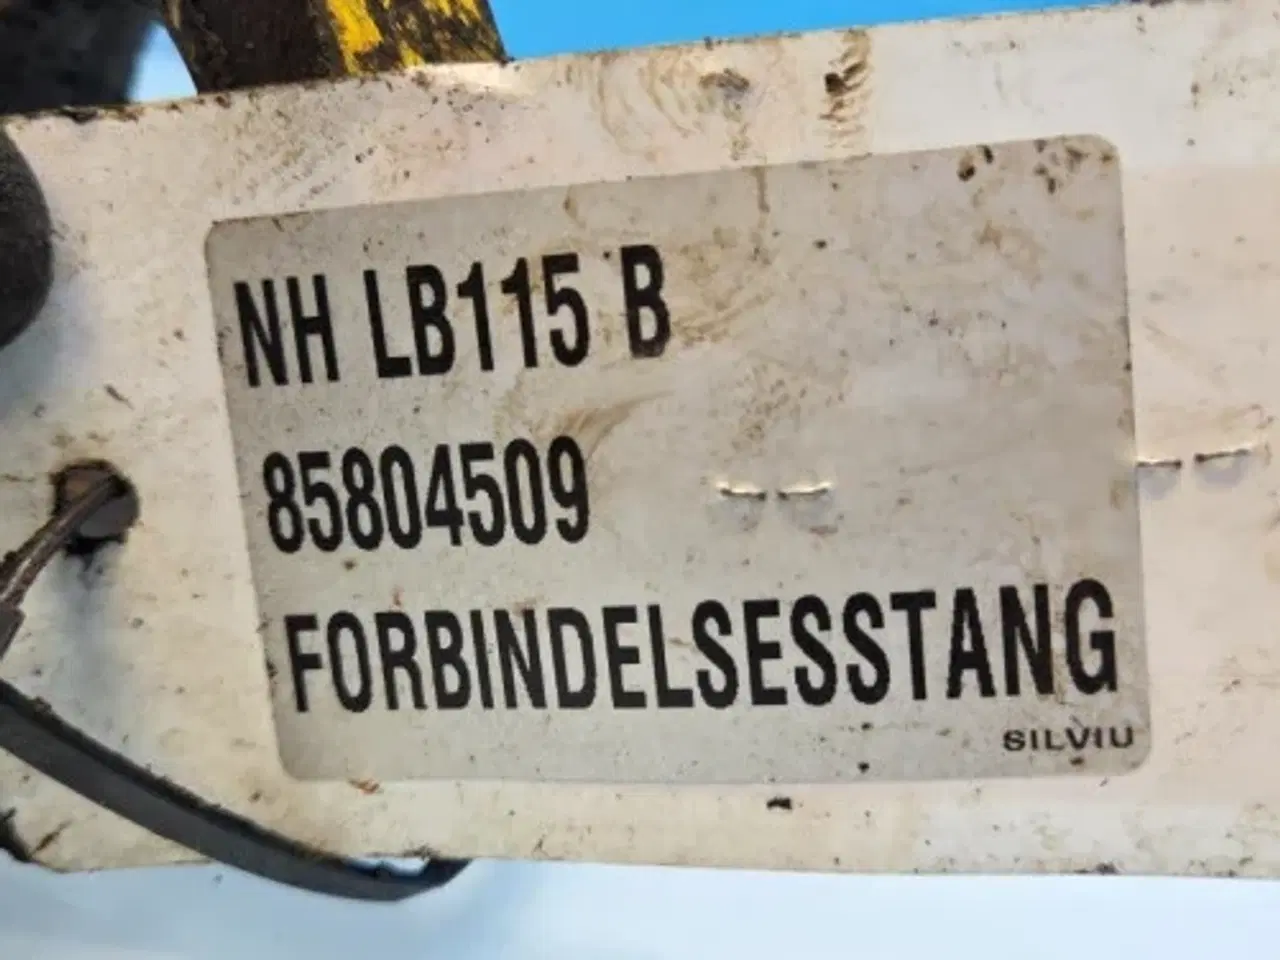 NH LB115 B
85804509
FORBINDELSESSTANG
SILVIU